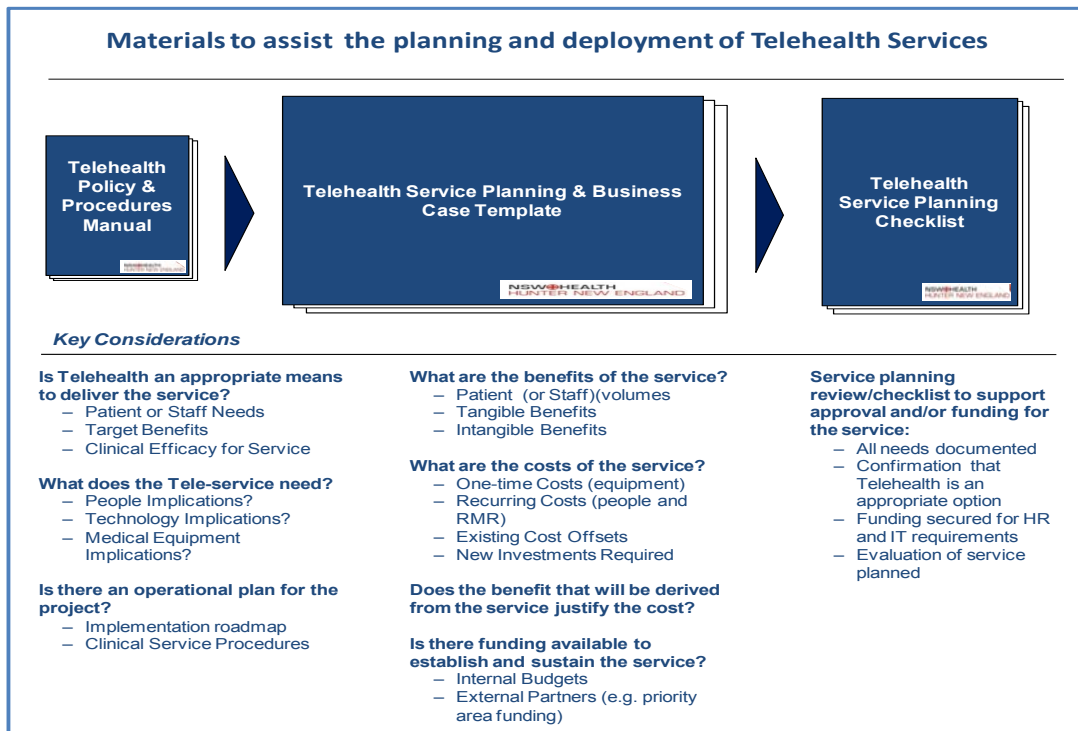 Materials to assist the planning and deployment of Telehealth Services
Telehealth
Policy &
Procedures
Manual
NSW HEALTH
HUNTER NEW ENGLAND
Telehealth Service Planning & Business
Case Template
NSW HEALTH
HUNTER NEW ENGLAND
Telehealth
Service Planning
Checklist
NSW HEALTH
HUNTER NEW ENGLAND
Key Considerations
Is Telehealth an appropriate means
to deliver the service?
– Patient or Staff Needs
– Target Benefits
– Clinical Efficacy for Service
What does the Tele-service need?
– People Implications?
– Technology Implications?
– Medical Equipment
Implications?
Is there an operational plan for the
project?
– Implementation roadmap
– Clinical Service Procedures
What are the benefits of the service?
– Patient (or Staff)(volumes
– Tangible Benefits
– Intangible Benefits
What are the costs of the service?
– One-time Costs (equipment)
– Recurring Costs (people and
RMR)
– Existing Cost Offsets
– New Investments Required
Does the benefit that will be derived
from the service justify the cost?
Is there funding available to
establish and sustain the service?
– Internal Budgets
– External Partners (e.g. priority
area funding)
Service planning
review/checklist to support
approval and/or funding for
the service:
– All needs documented
– Confirmation that
Telehealth is an
appropriate option
– Funding secured for HR
and IT requirements
– Evaluation of service
planned